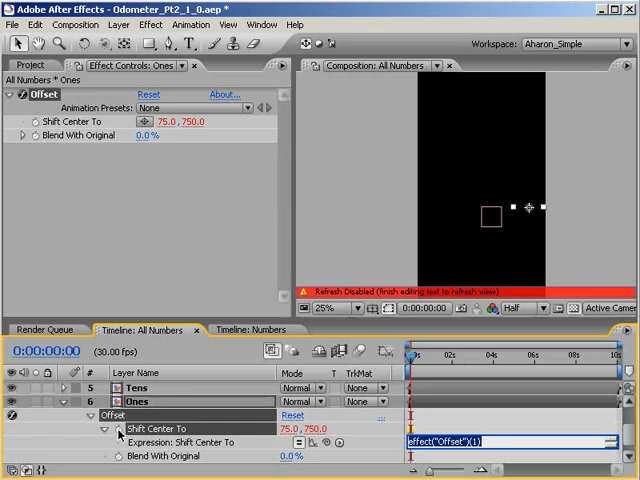 Adobe After Effects - Odometer_Pt2_1_0.aep *
File Edit Composition Layer Effect Animation View Window Help
Workspace: Aharon_Simple
Project Effect Controls: Ones Composition: All Numbers
All Numbers * Ones
Offset Reset About...
Animation Presets: None
Shift Center To 75.0, 750.0
Blend With Original 0.0 %
Refresh Disabled (finish editing text to refresh view)
25% 0:00:00:00 Half Active Camer
Render Queue Timeline: All Numbers Timeline: Numbers
0:00:00:00 (30.00 fps)
# Layer Name Mode TrkMat 02s 04s 06s 08s 10s
5 Tens Normal None
6 Ones Normal None
Offset Reset ...
Shift Center To 75.0, 750.0
Expression: Shift Center To effect("Offset")(1)
Blend With Original 0.0 %